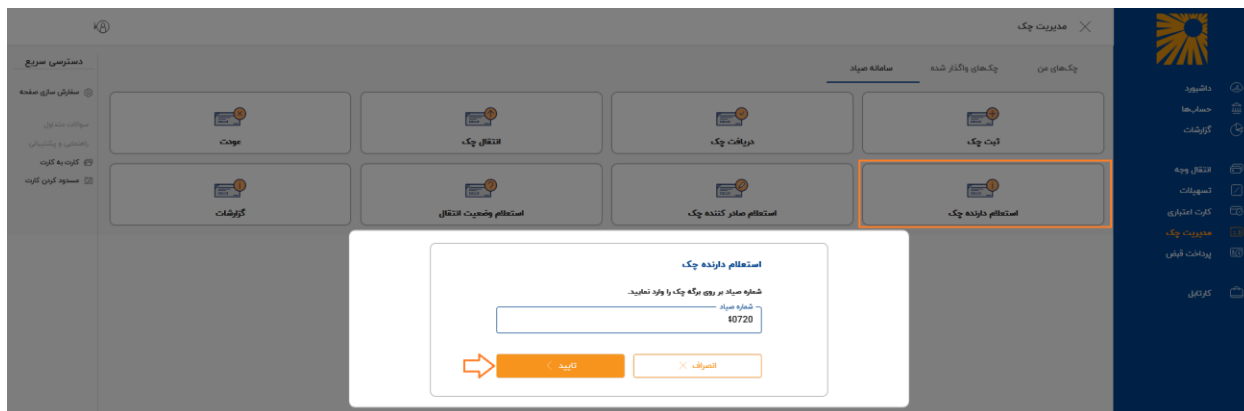 مدیریت چک
داشبورد
حساب‌ها
گزارشات
انتقال وجه
تسهیلات
کارت اعتباری
مدیریت چک
پرداخت قبض
کارتابل
چک‌های من
چک‌های واگذار شده
سامانه صیاد
ثبت چک
دریافت چک
انتقال چک
عودت
استعلام دارنده چک
استعلام صادر کننده چک
استعلام وضعیت انتقال
گزارشات
استعلام دارنده چک
شماره صیاد بر روی برگه چک را وارد نمایید.
شماره صیاد
انصراف
تایید
دسترسی سریع
سفارش سازی صفحه
سوالات متداول
راهنمایی و پشتیبانی
کارت به کارت
مسدود کردن کارت